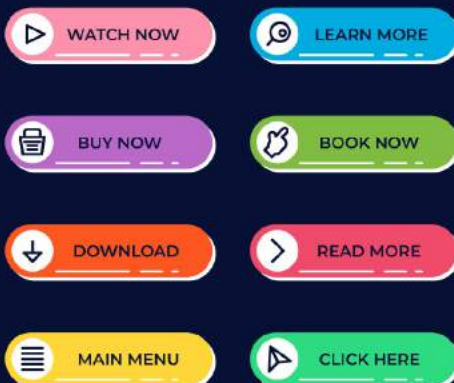 WATCH NOW
LEARN MORE
BUY NOW
BOOK NOW
DOWNLOAD
READ MORE
MAIN MENU
CLICK HERE